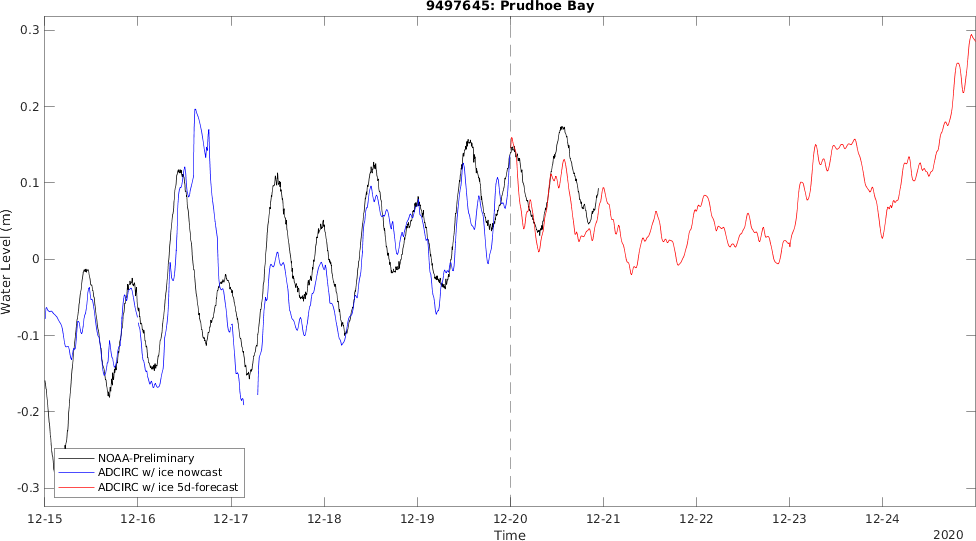 9497645: Prudhoe Bay
Water Level (m)
0.3
0.2
0.1
0
-0.1
-0.2
-0.3
NOAA-Preliminary
ADCIRC w/ ice nowcast
ADCIRC w/ ice 5d-forecast
12-15 12-16 12-17 12-18 12-19 12-20 12-21 12-22 12-23 12-24
Time
2020